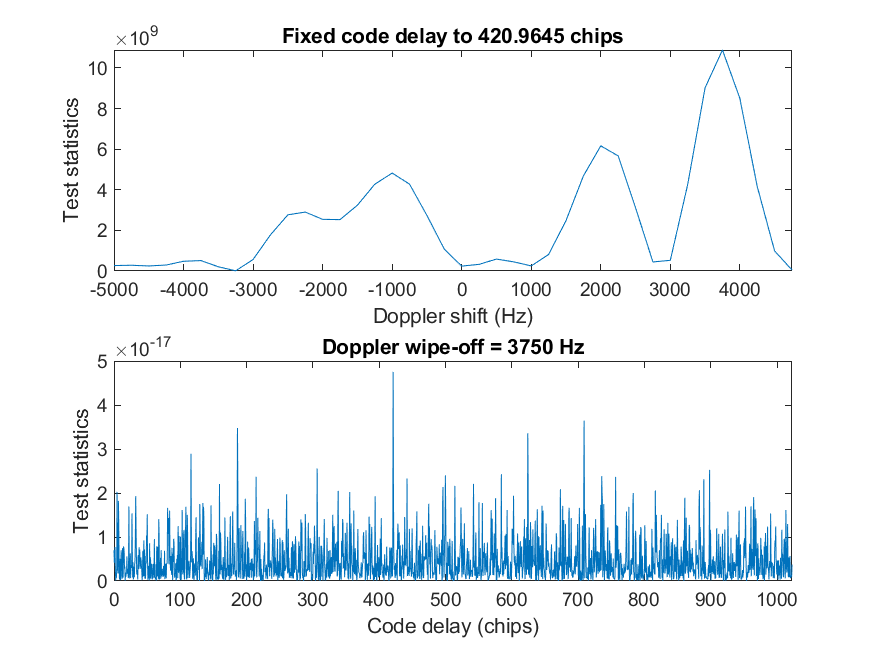 ×10⁹
Fixed code delay to 420.9645 chips
10
8
6
4
2
0
Test statistics
-5000 -4000 -3000 -2000 -1000 0 1000 2000 3000 4000
Doppler shift (Hz)
×10⁻¹⁷
Doppler wipe-off = 3750 Hz
5
4
3
2
1
0
Test statistics
0 100 200 300 400 500 600 700 800 900 1000
Code delay (chips)